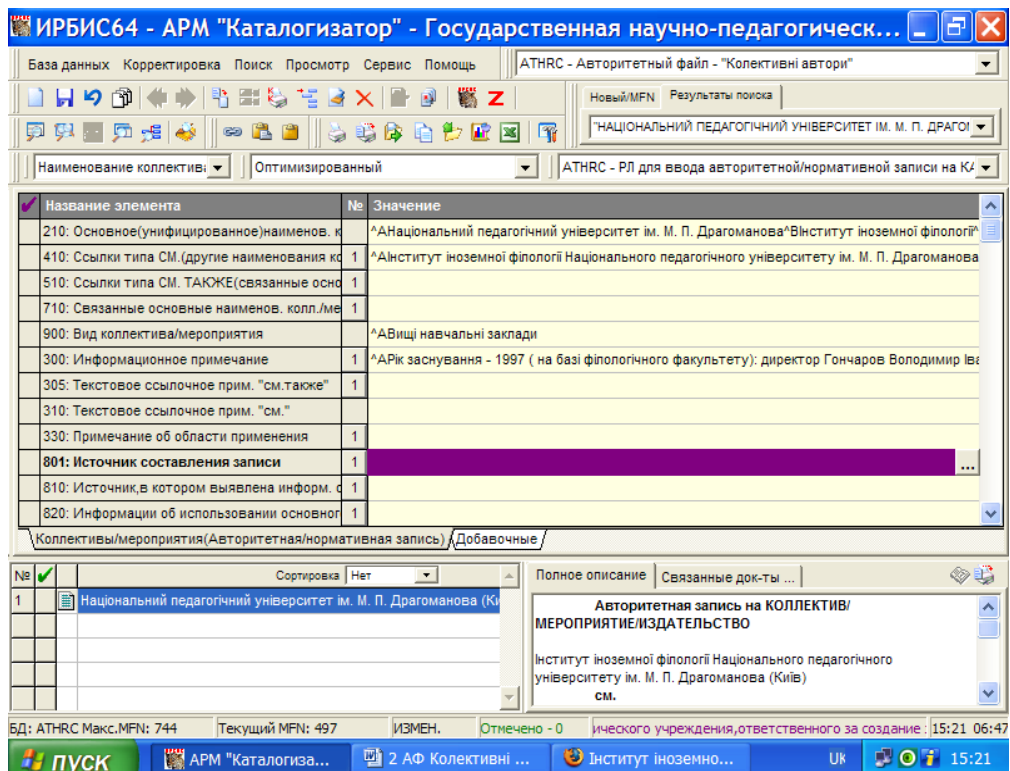 ИРБИС64 - АРМ "Каталогизатор" - Государственная научно-педагогическ...
База данных Корректировка Поиск Просмотр Сервис Помощь
ATHRC - Авторитетный файл - "Колективні автори"
Новый/MFN Результаты поиска
"НАЦІОНАЛЬНИЙ ПЕДАГОГІЧНИЙ УНІВЕРСИТЕТ ІМ. М. П. ДРАГОІ
Наименование коллектив Оптимизированный ATHRC - РЛ для ввода авторитетной/нормативной записи на КА
Название элемента № Значение
210: Основное(унифицированное)наименов. к ^AНаціональний педагогічний університет ім. М. П. Драгоманова^BІнститут іноземної філології^
410: Ссылки типа СМ.(другие наименования кс 1 ^AІнститут іноземної філології Національного педагогічного університету ім. М. П. Драгоманова
510: Ссылки типа СМ. ТАКЖЕ(связанные осно 1
710: Связанные основные наименов. колл./ме 1
900: Вид коллектива/мероприятия ^AВищі навчальні заклади
300: Информационное примечание 1 ^AРік заснування - 1997 ( на базі філологічного факультету): директор Гончаров Володимир Іва
305: Текстовое ссылочное прим. "см.также" 1
310: Текстовое ссылочное прим. "см."
330: Примечание об области применения 1
801: Источник составления записи 1 ...
810: Источник,в котором выявлена информ. о 1
820: Информации об использовании основног 1
Коллективы/мероприятия(Авторитетная/нормативная запись) Добавочные
№ Сортировка Нет
1 Національний педагогічний університет ім. М. П. Драгоманова (Ки
Полное описание Связанные док-ты ...
Авторитетная запись на КОЛЛЕКТИВ/
МЕРОПРИЯТИЕ/ИЗДАТЕЛЬСТВО
Інститут іноземної філології Національного педагогічного
університету ім. М. П. Драгоманова (Київ)
см.
БД: ATHRC Макс.MFN: 744 Текущий MFN: 497 ИЗМЕН. Отмечено - 0 ического учреждения,ответственного за создание : 15:21 06:47
пуск АРМ "Каталогиза... 2 АФ Колективні ... Інститут іноземно... Uk 15:21